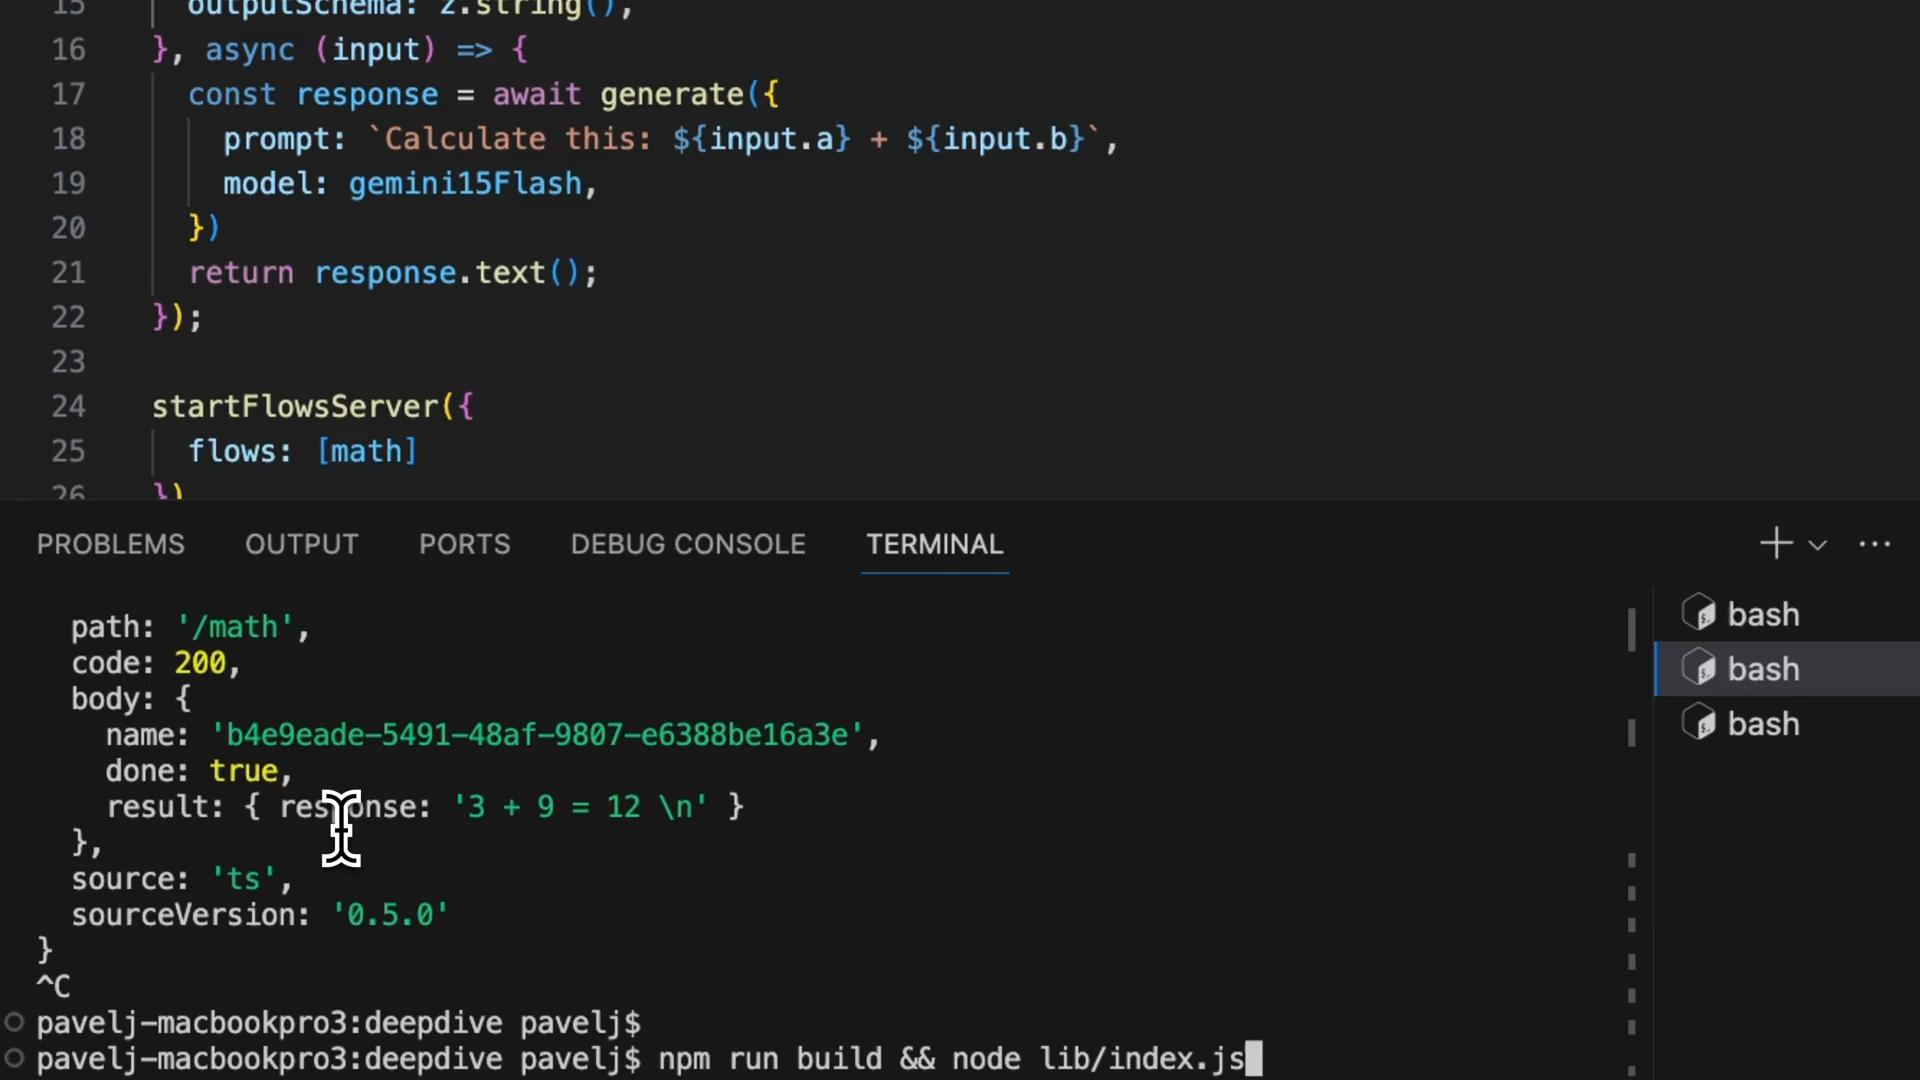 15 outputSchema: z.string(),
16 }, async (input) => {
17 const response = await generate({
18 prompt: `Calculate this: ${input.a} + ${input.b}`,
19 model: gemini15Flash,
20 })
21 return response.text();
22 });
23
24 startFlowsServer({
25 flows: [math]
26 })
PROBLEMS OUTPUT PORTS DEBUG CONSOLE TERMINAL
path: '/math',
code: 200,
body: {
name: 'b4e9eade-5491-48af-9807-e6388be16a3e',
done: true,
result: { response: '3 + 9 = 12 \n' }
},
source: 'ts',
sourceVersion: '0.5.0'
}
^C
pavelj-macbookpro3:deepdive pavelj$
pavelj-macbookpro3:deepdive pavelj$ npm run build && node lib/index.js
bash
bash
bash